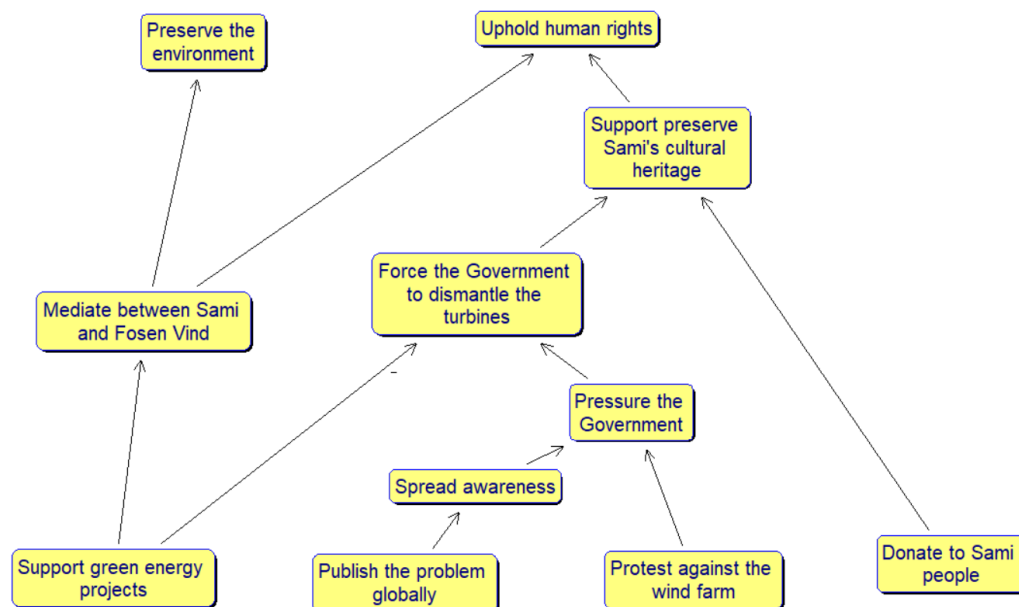 Preserve the
environment
Uphold human rights
Support preserve
Sami's cultural
heritage
Force the Government
to dismantle the
turbines
Mediate between Sami
and Fosen Vind
Pressure the
Government
Spread awareness
Support green energy
projects
Publish the problem
globally
Protest against the
wind farm
Donate to Sami
people